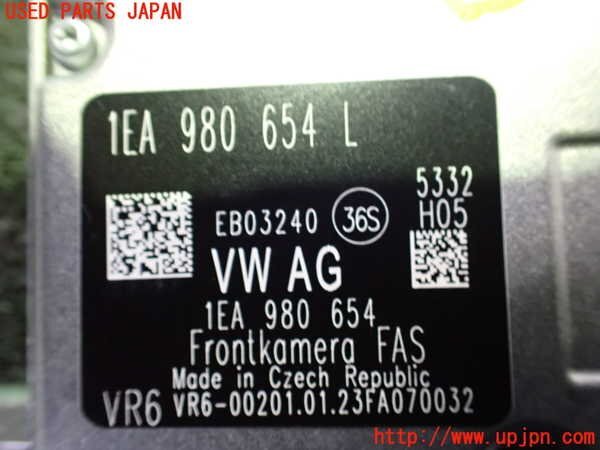 USED PARTS JAPAN
1EA 980 654 L
5332
H05
EB03240 36S
VW AG
1EA 980 654
Frontkamera FAS
Made in Czech Republic
VR6 VR6-00201.01.23FA070032
www.upjpn.com